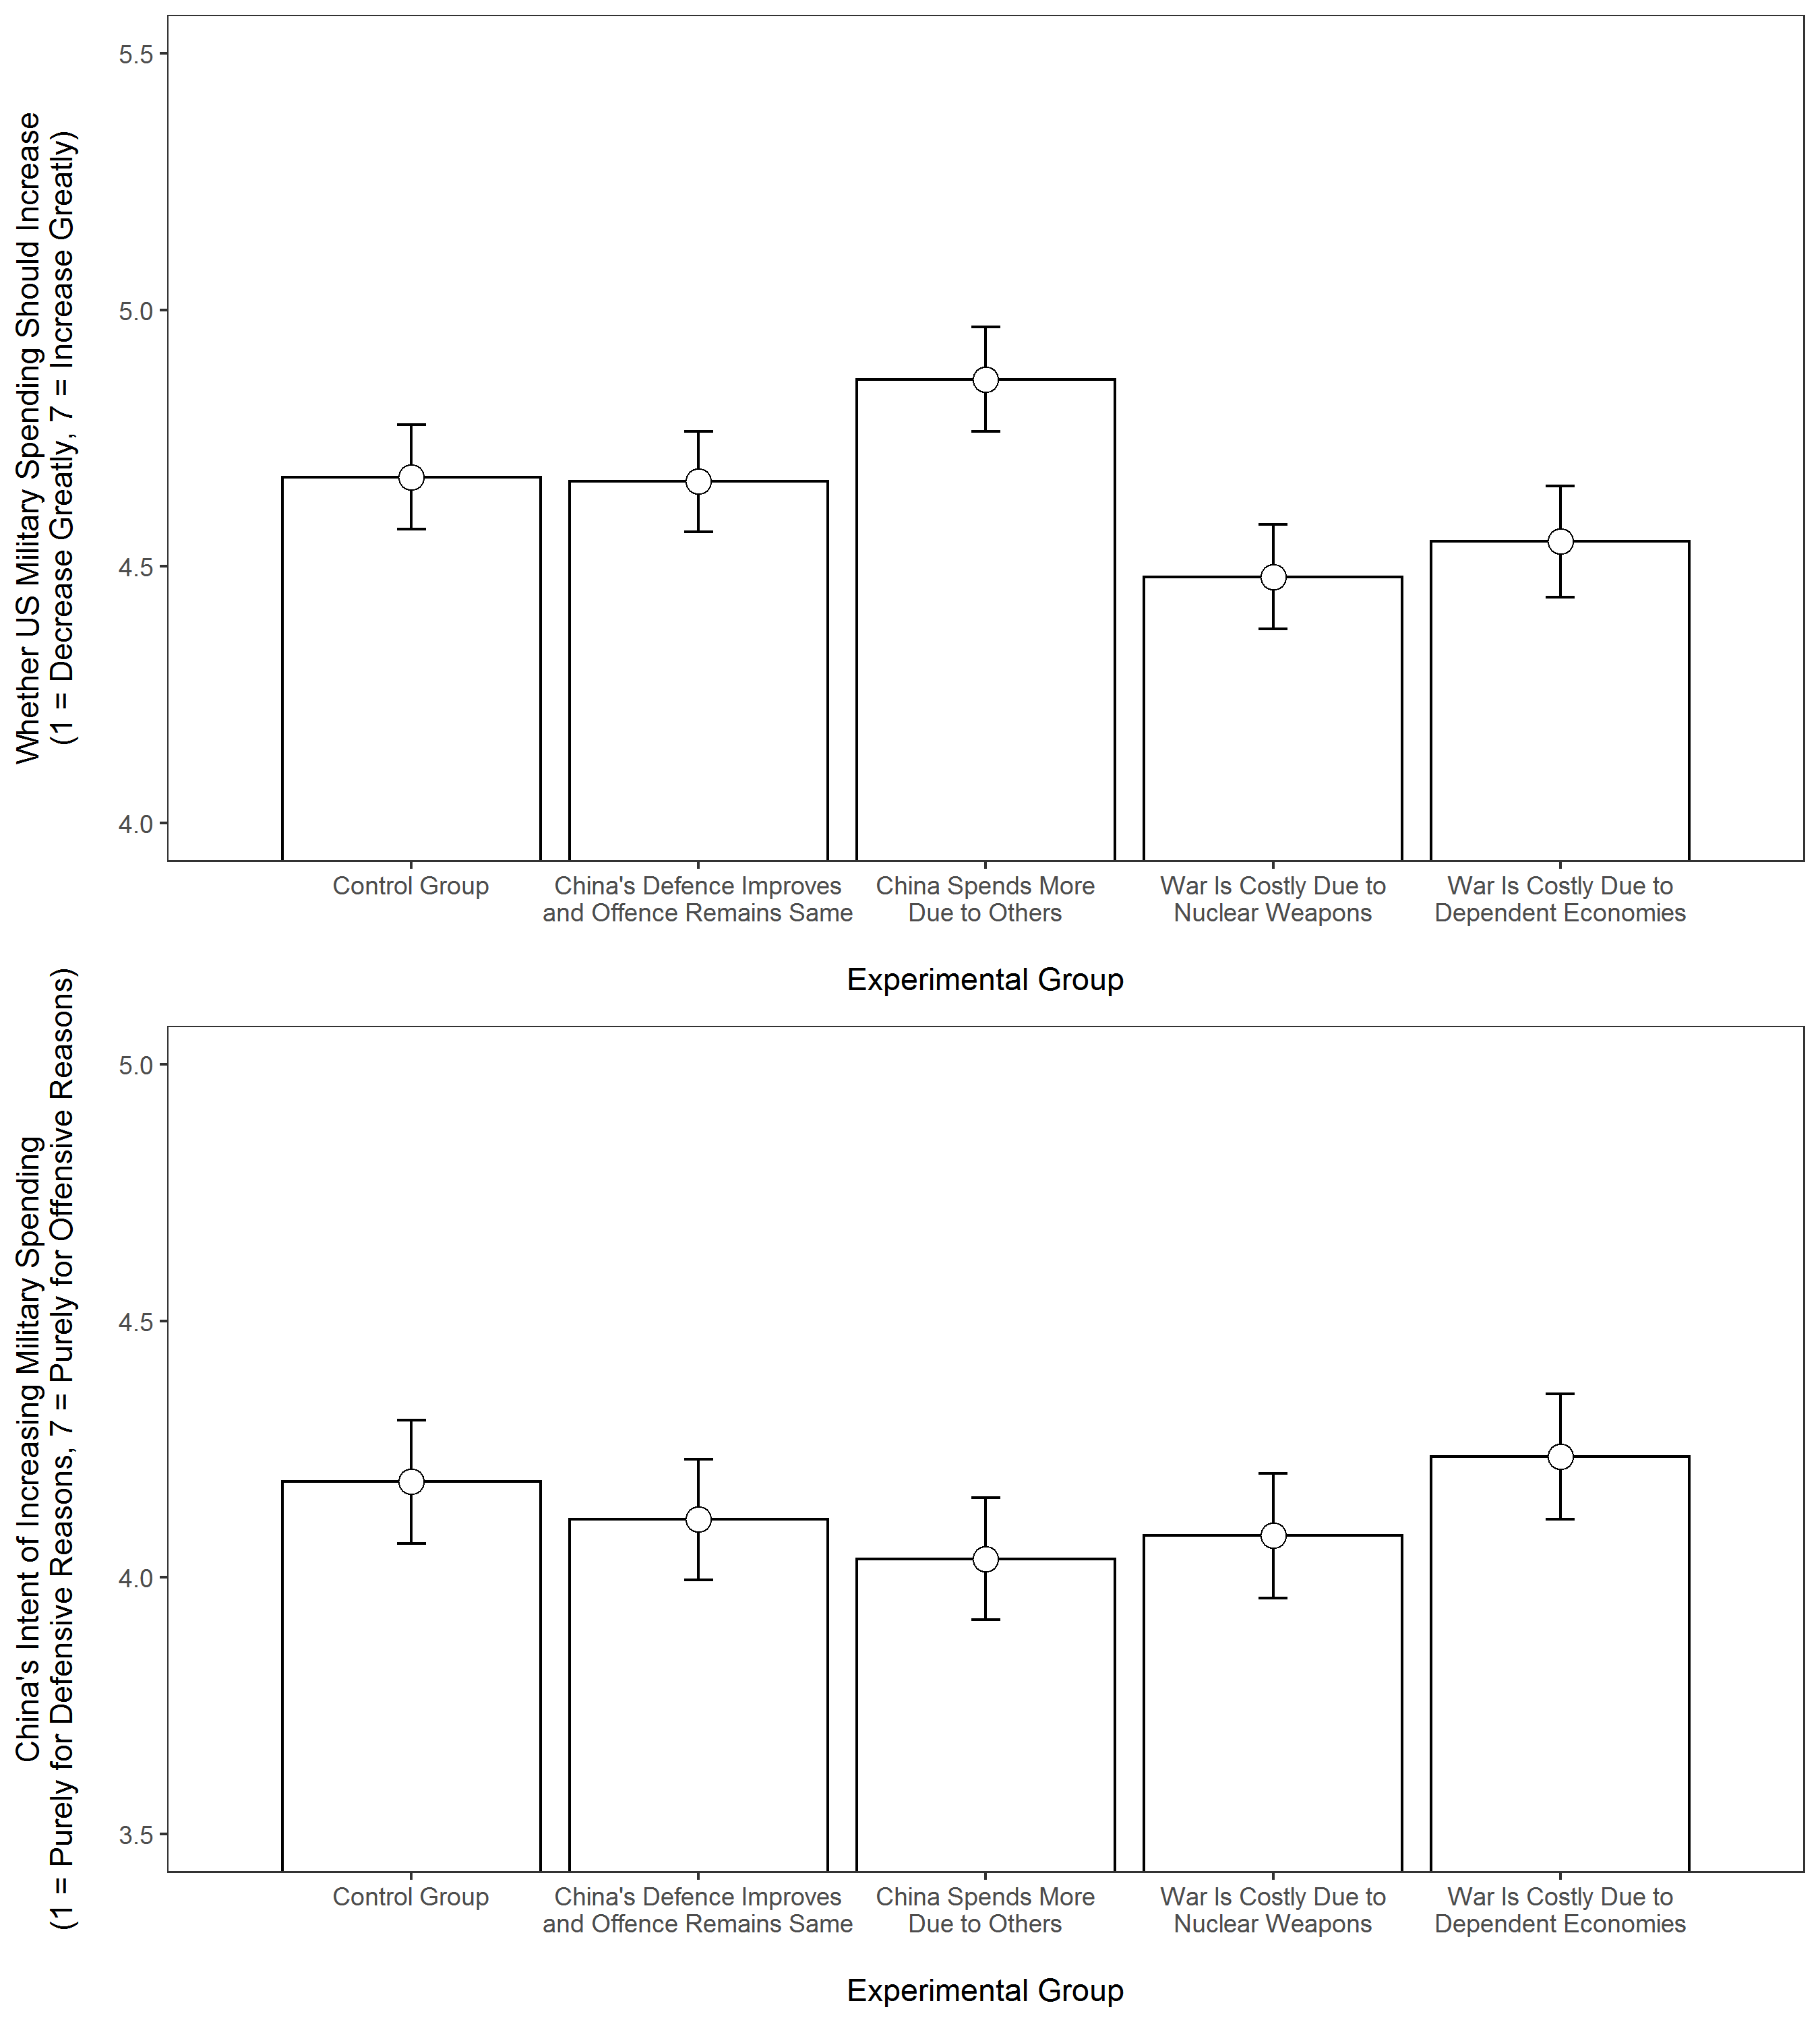 Whether US Military Spending Should Increase
(1 = Decrease Greatly, 7 = Increase Greatly)
5.5
5.0
4.5
4.0
Control Group
China's Defence Improves
and Offence Remains Same
China Spends More
Due to Others
War Is Costly Due to
Nuclear Weapons
War Is Costly Due to
Dependent Economies
Experimental Group
China's Intent of Increasing Military Spending
(1 = Purely for Defensive Reasons, 7 = Purely for Offensive Reasons)
5.0
4.5
4.0
3.5
Control Group
China's Defence Improves
and Offence Remains Same
China Spends More
Due to Others
War Is Costly Due to
Nuclear Weapons
War Is Costly Due to
Dependent Economies
Experimental Group